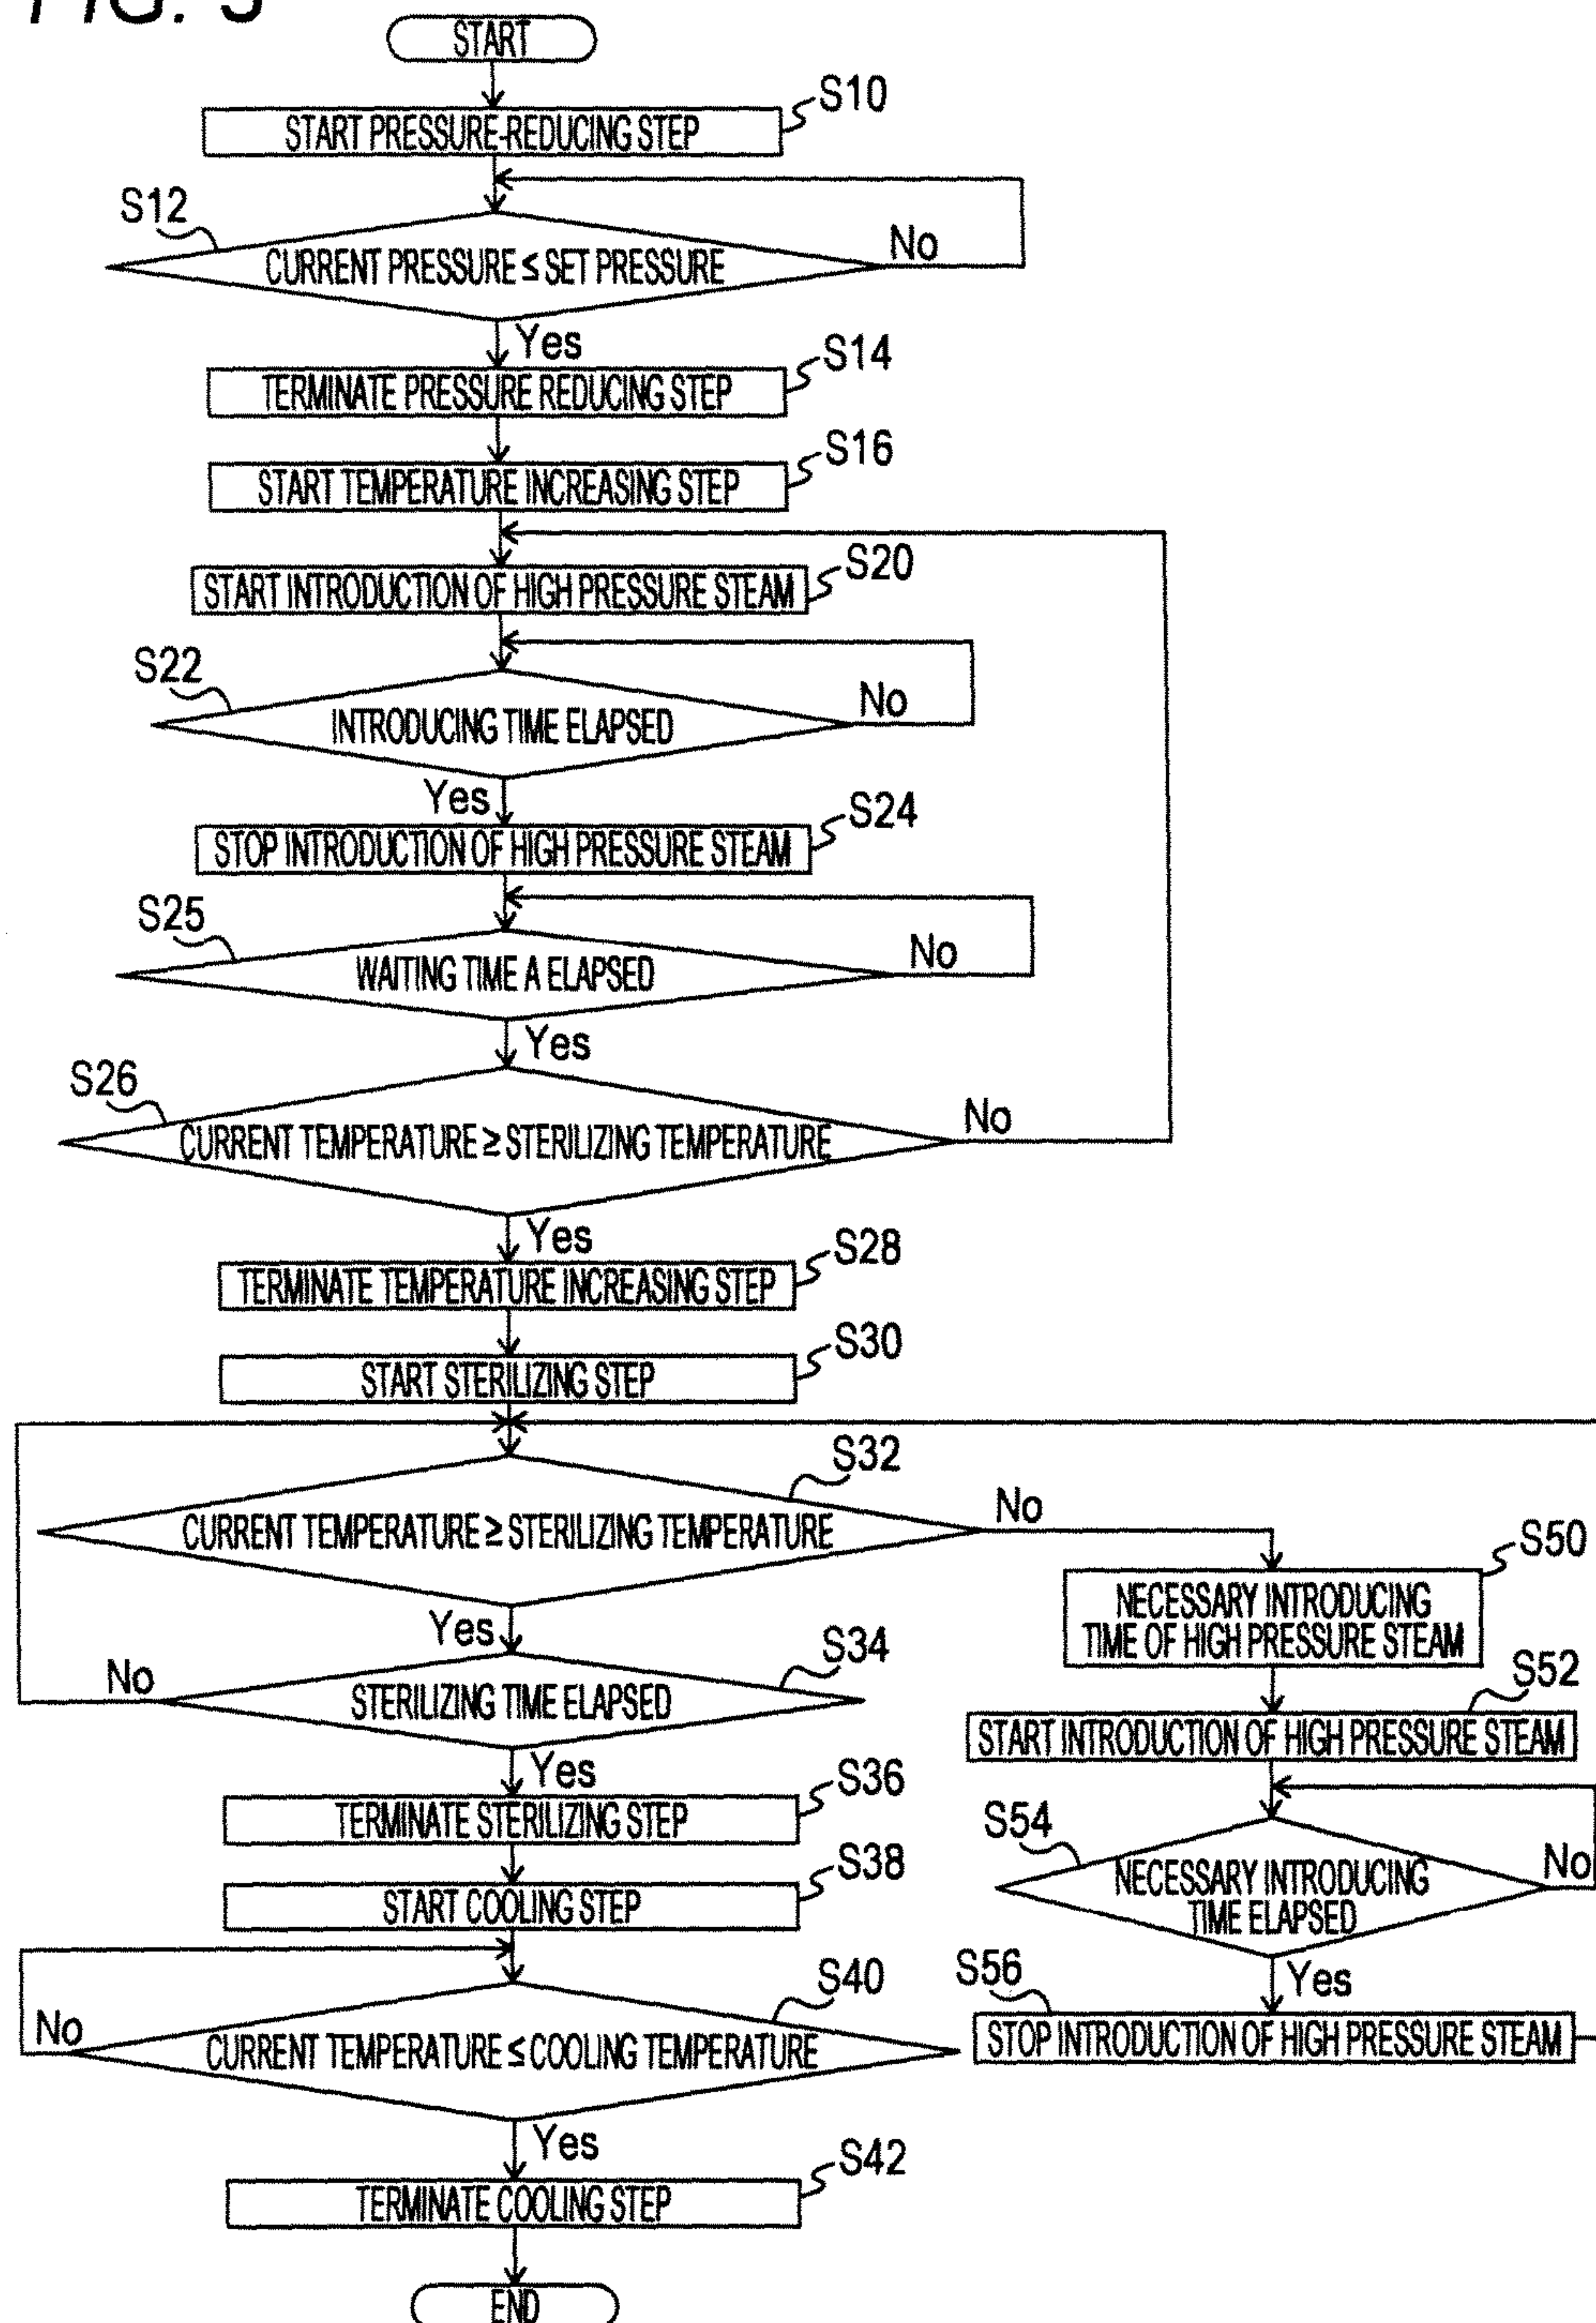 START
S10
START PRESSURE-REDUCING STEP
S12
CURRENT PRESSURE ≤ SET PRESSURE
No
Yes
S14
TERMINATE PRESSURE REDUCING STEP
S16
START TEMPERATURE INCREASING STEP
S20
START INTRODUCTION OF HIGH PRESSURE STEAM
S22
INTRODUCING TIME ELAPSED
No
Yes
S24
STOP INTRODUCTION OF HIGH PRESSURE STEAM
S25
WAITING TIME A ELAPSED
No
Yes
S26
CURRENT TEMPERATURE ≥ STERILIZING TEMPERATURE
No
Yes
S28
TERMINATE TEMPERATURE INCREASING STEP
S30
START STERILIZING STEP
S32
CURRENT TEMPERATURE ≥ STERILIZING TEMPERATURE
No
Yes
S34
STERILIZING TIME ELAPSED
No
Yes
S36
TERMINATE STERILIZING STEP
S38
START COOLING STEP
S40
CURRENT TEMPERATURE ≤ COOLING TEMPERATURE
No
Yes
S42
TERMINATE COOLING STEP
END
S50
NECESSARY INTRODUCING
TIME OF HIGH PRESSURE STEAM
S52
START INTRODUCTION OF HIGH PRESSURE STEAM
S54
NECESSARY INTRODUCING
TIME ELAPSED
No
Yes
S56
STOP INTRODUCTION OF HIGH PRESSURE STEAM